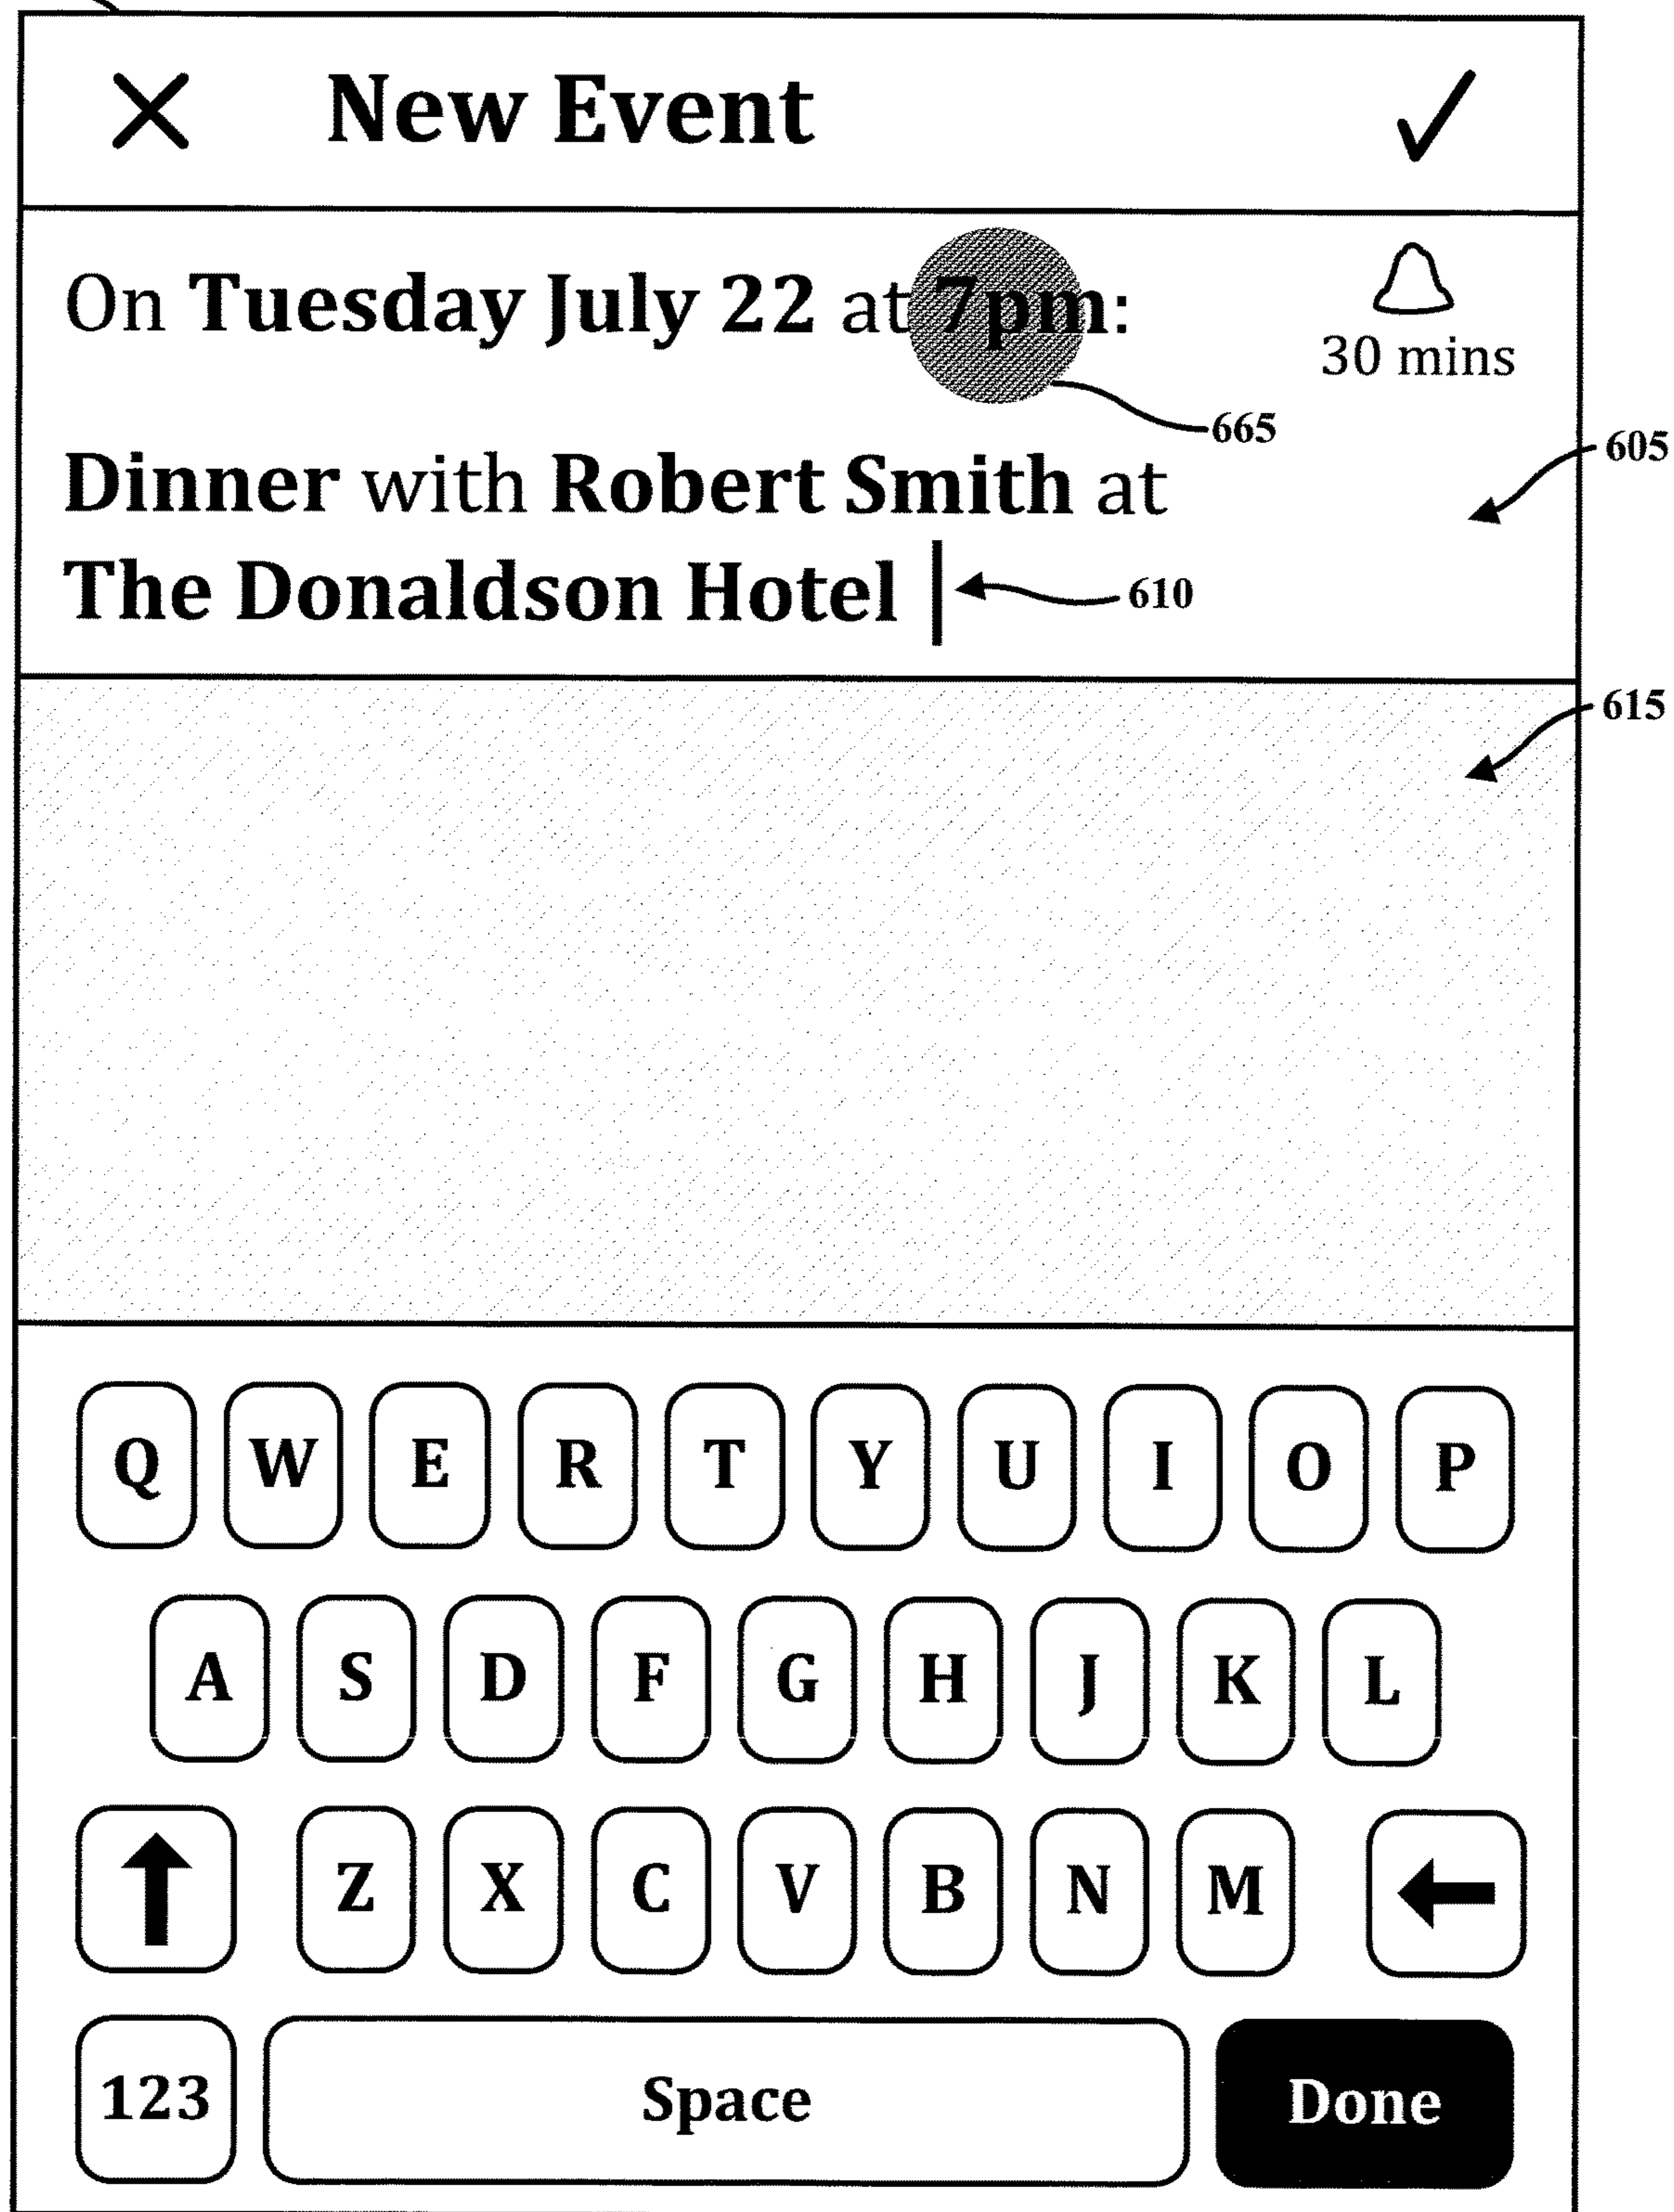 New Event
On Tuesday July 22 at 7pm:
30 mins
665
605
Dinner with Robert Smith at
The Donaldson Hotel
610
615
Q W E R T Y U I O P
A S D F G H J K L
Z X C V B N M
123 Space Done